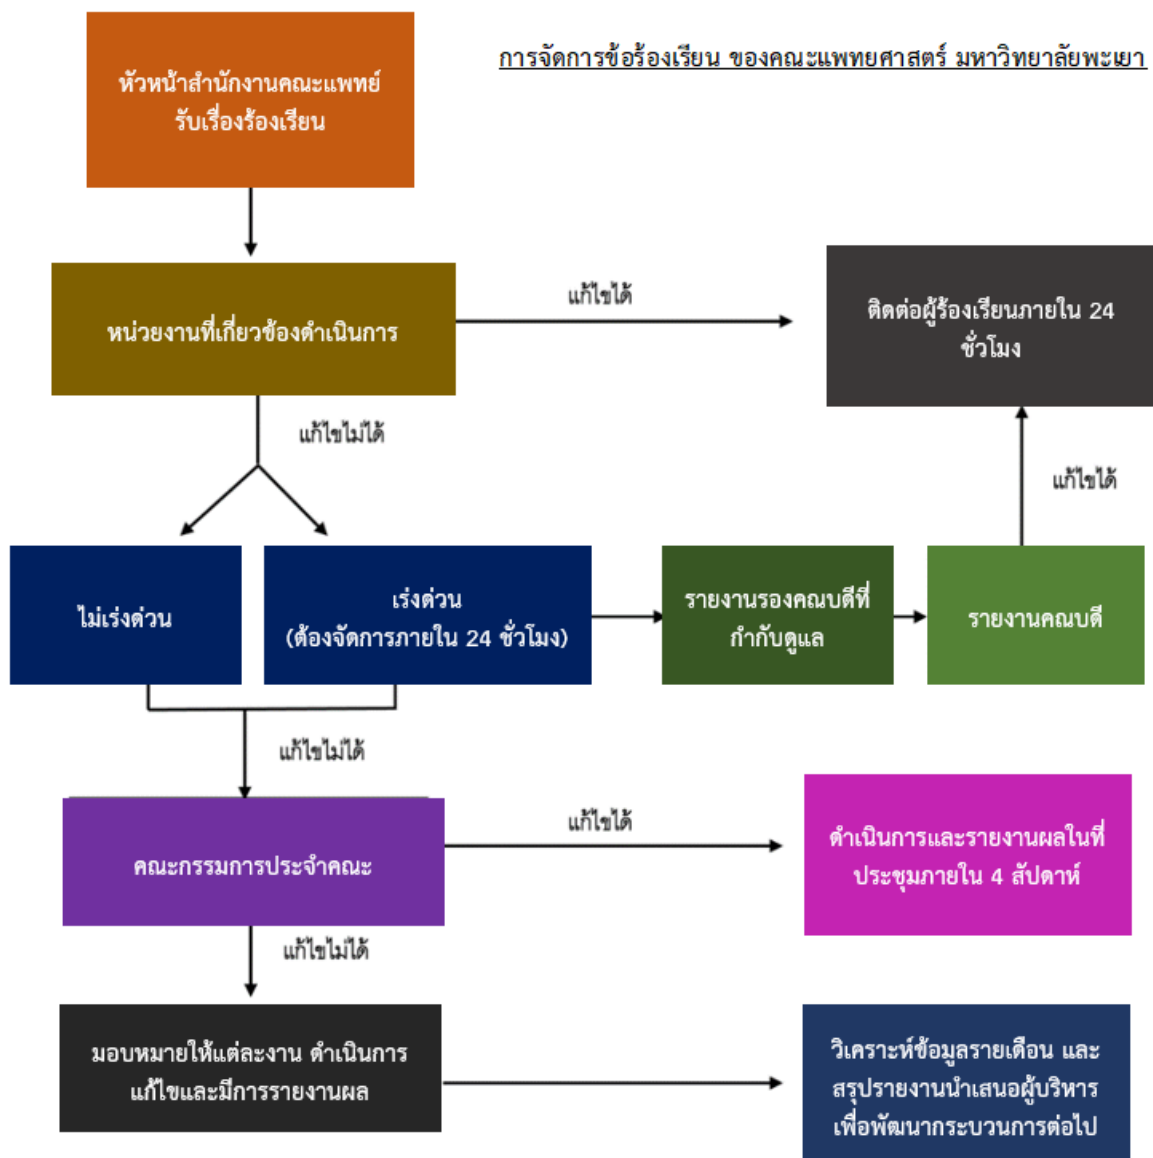 การจัดการข้อร้องเรียน ของคณะแพทยศาสตร์ มหาวิทยาลัยพะเยา
หัวหน้าสำนักงานคณะแพทย์
รับเรื่องร้องเรียน
หน่วยงานที่เกี่ยวข้องดำเนินการ
แก้ไขได้
ติดต่อผู้ร้องเรียนภายใน 24
ชั่วโมง
แก้ไขไม่ได้
แก้ไขได้
ไม่เร่งด่วน
เร่งด่วน
(ต้องจัดการภายใน 24 ชั่วโมง)
รายงานรองคณบดีที่
กำกับดูแล
รายงานคณบดี
แก้ไขไม่ได้
คณะกรรมการประจำคณะ
แก้ไขได้
ดำเนินการและรายงานผลในที่
ประชุมภายใน 4 สัปดาห์
แก้ไขไม่ได้
มอบหมายให้แต่ละงาน ดำเนินการ
แก้ไขและมีการรายงานผล
วิเคราะห์ข้อมูลรายเดือน และ
สรุปรายงานนำเสนอผู้บริหาร
เพื่อพัฒนากระบวนการต่อไป